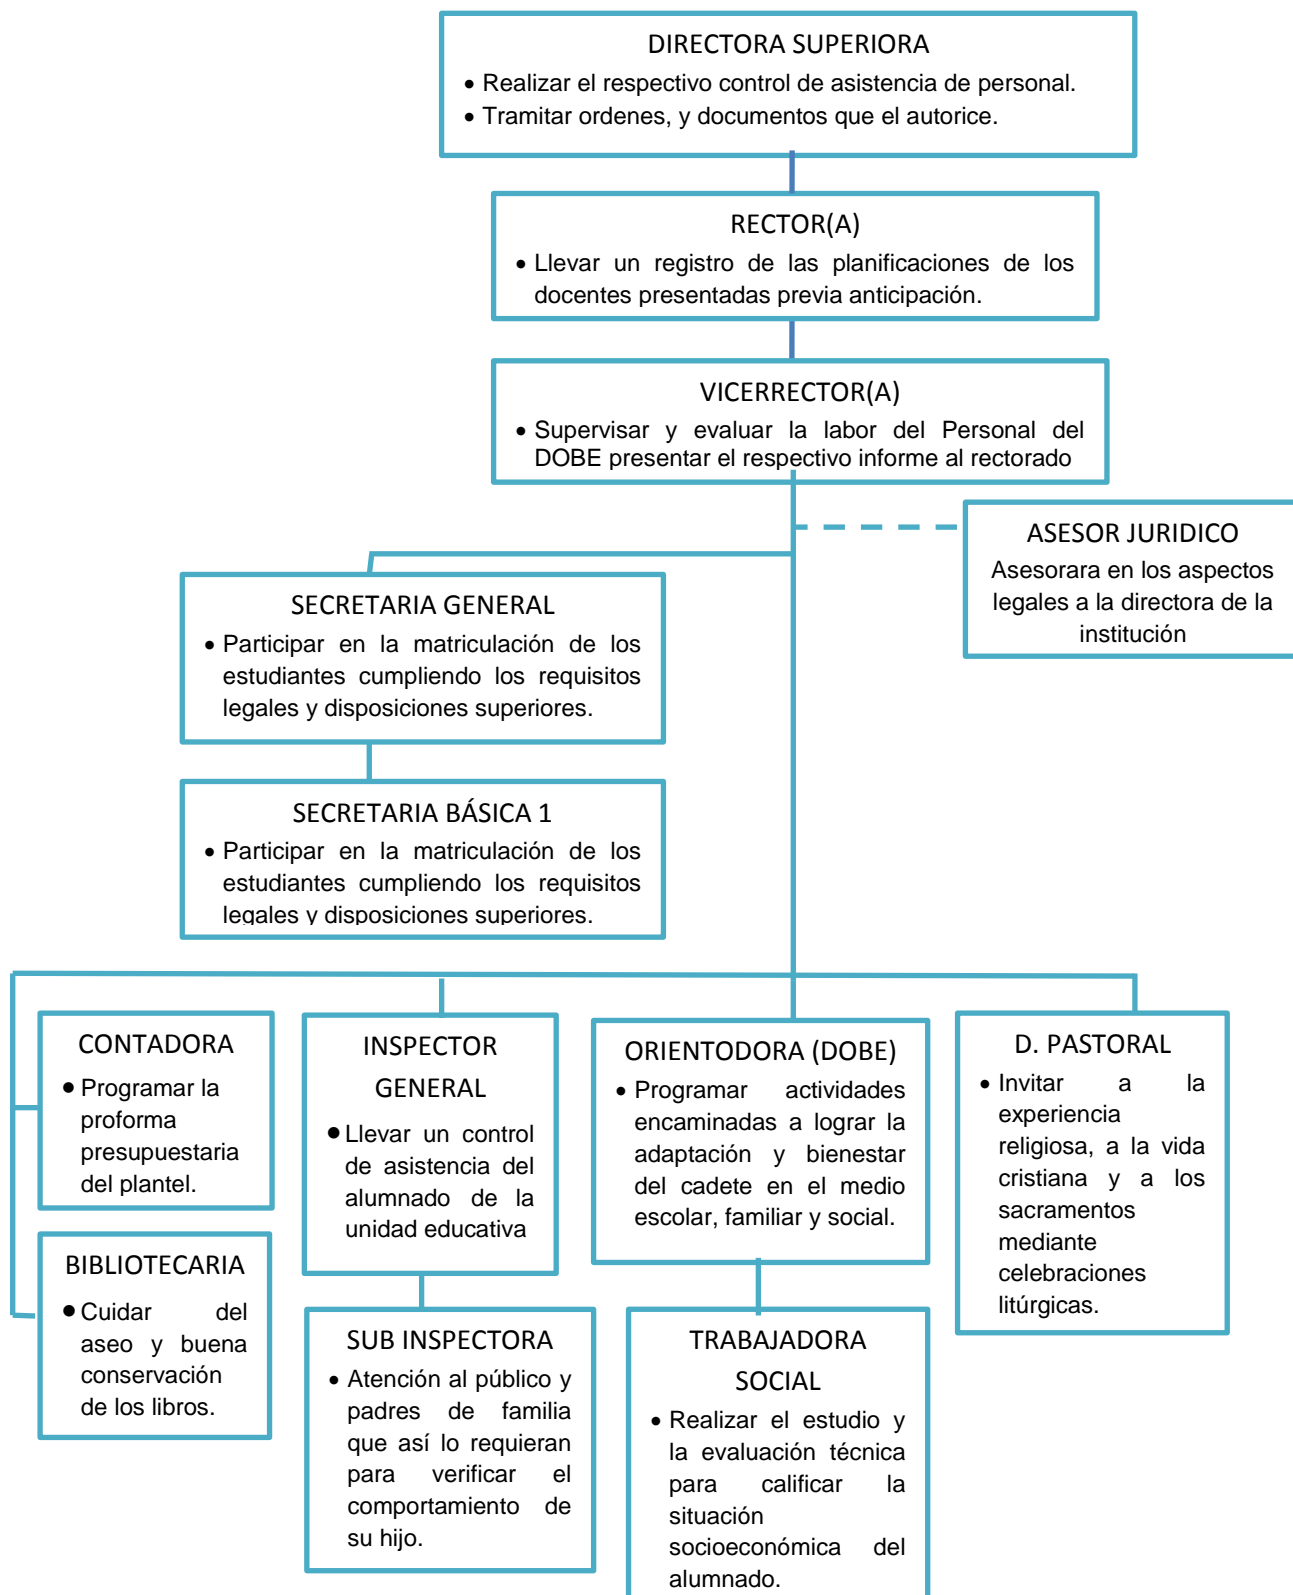 DIRECTORA SUPERIORA
• Realizar el respectivo control de asistencia de personal.
• Tramitar ordenes, y documentos que el autorice.
RECTOR(A)
• Llevar un registro de las planificaciones de los
docentes presentadas previa anticipación.
VICERRECTOR(A)
• Supervisar y evaluar la labor del Personal del
DOBE presentar el respectivo informe al rectorado
ASESOR JURIDICO
Asesorara en los aspectos
legales a la directora de la
institución
SECRETARIA GENERAL
• Participar en la matriculación de los
estudiantes cumpliendo los requisitos
legales y disposiciones superiores.
SECRETARIA BÁSICA 1
• Participar en la matriculación de los
estudiantes cumpliendo los requisitos
legales y disposiciones superiores.
CONTADORA
• Programar la
proforma
presupuestaria
del plantel.
BIBLIOTECARIA
• Cuidar del
aseo y buena
conservación
de los libros.
INSPECTOR
GENERAL
• Llevar un control
de asistencia del
alumnado de la
unidad educativa
SUB INSPECTORA
• Atención al público y
padres de familia
que así lo requieran
para verificar el
comportamiento de
su hijo.
ORIENTODORA (DOBE)
• Programar actividades
encaminadas a lograr la
adaptación y bienestar
del cadete en el medio
escolar, familiar y social.
TRABAJADORA
SOCIAL
• Realizar el estudio y
la evaluación técnica
para calificar la
situación
socioeconómica del
alumnado.
D. PASTORAL
• Invitar a la
experiencia
religiosa, a la vida
cristiana y a los
sacramentos
mediante
celebraciones
litúrgicas.